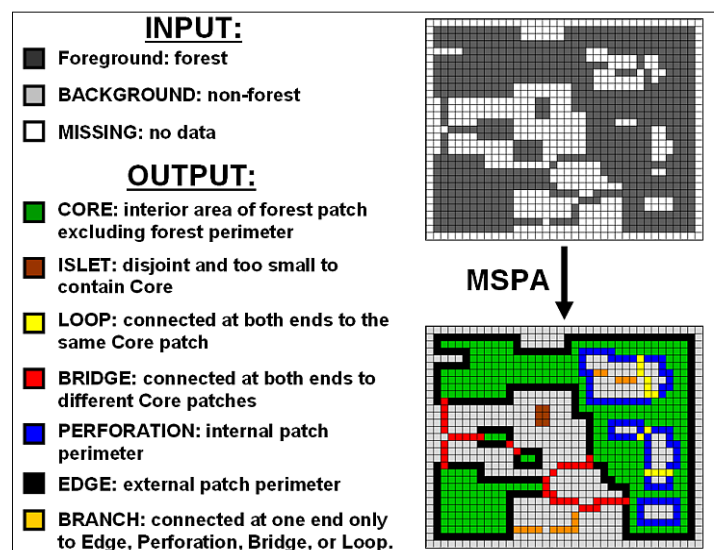 INPUT:
Foreground: forest
BACKGROUND: non-forest
MISSING: no data
OUTPUT:
CORE: interior area of forest patch
excluding forest perimeter
ISLET: disjoint and too small to
contain Core
LOOP: connected at both ends to the
same Core patch
BRIDGE: connected at both ends to
different Core patches
PERFORATION: internal patch
perimeter
EDGE: external patch perimeter
BRANCH: connected at one end only
to Edge, Perforation, Bridge, or Loop.
MSPA